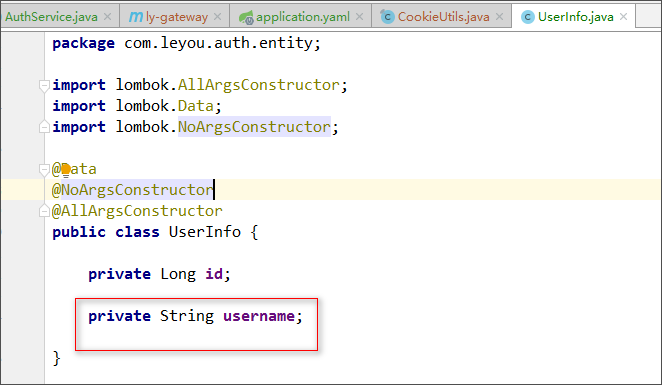 AuthService.java
ly-gateway
application.yaml
CookieUtils.java
UserInfo.java
package com.leyou.auth.entity;
import lombok.AllArgsConstructor;
import lombok.Data;
import lombok.NoArgsConstructor;
@Data
@NoArgsConstructor
@AllArgsConstructor
public class UserInfo {
private Long id;
private String username;
}